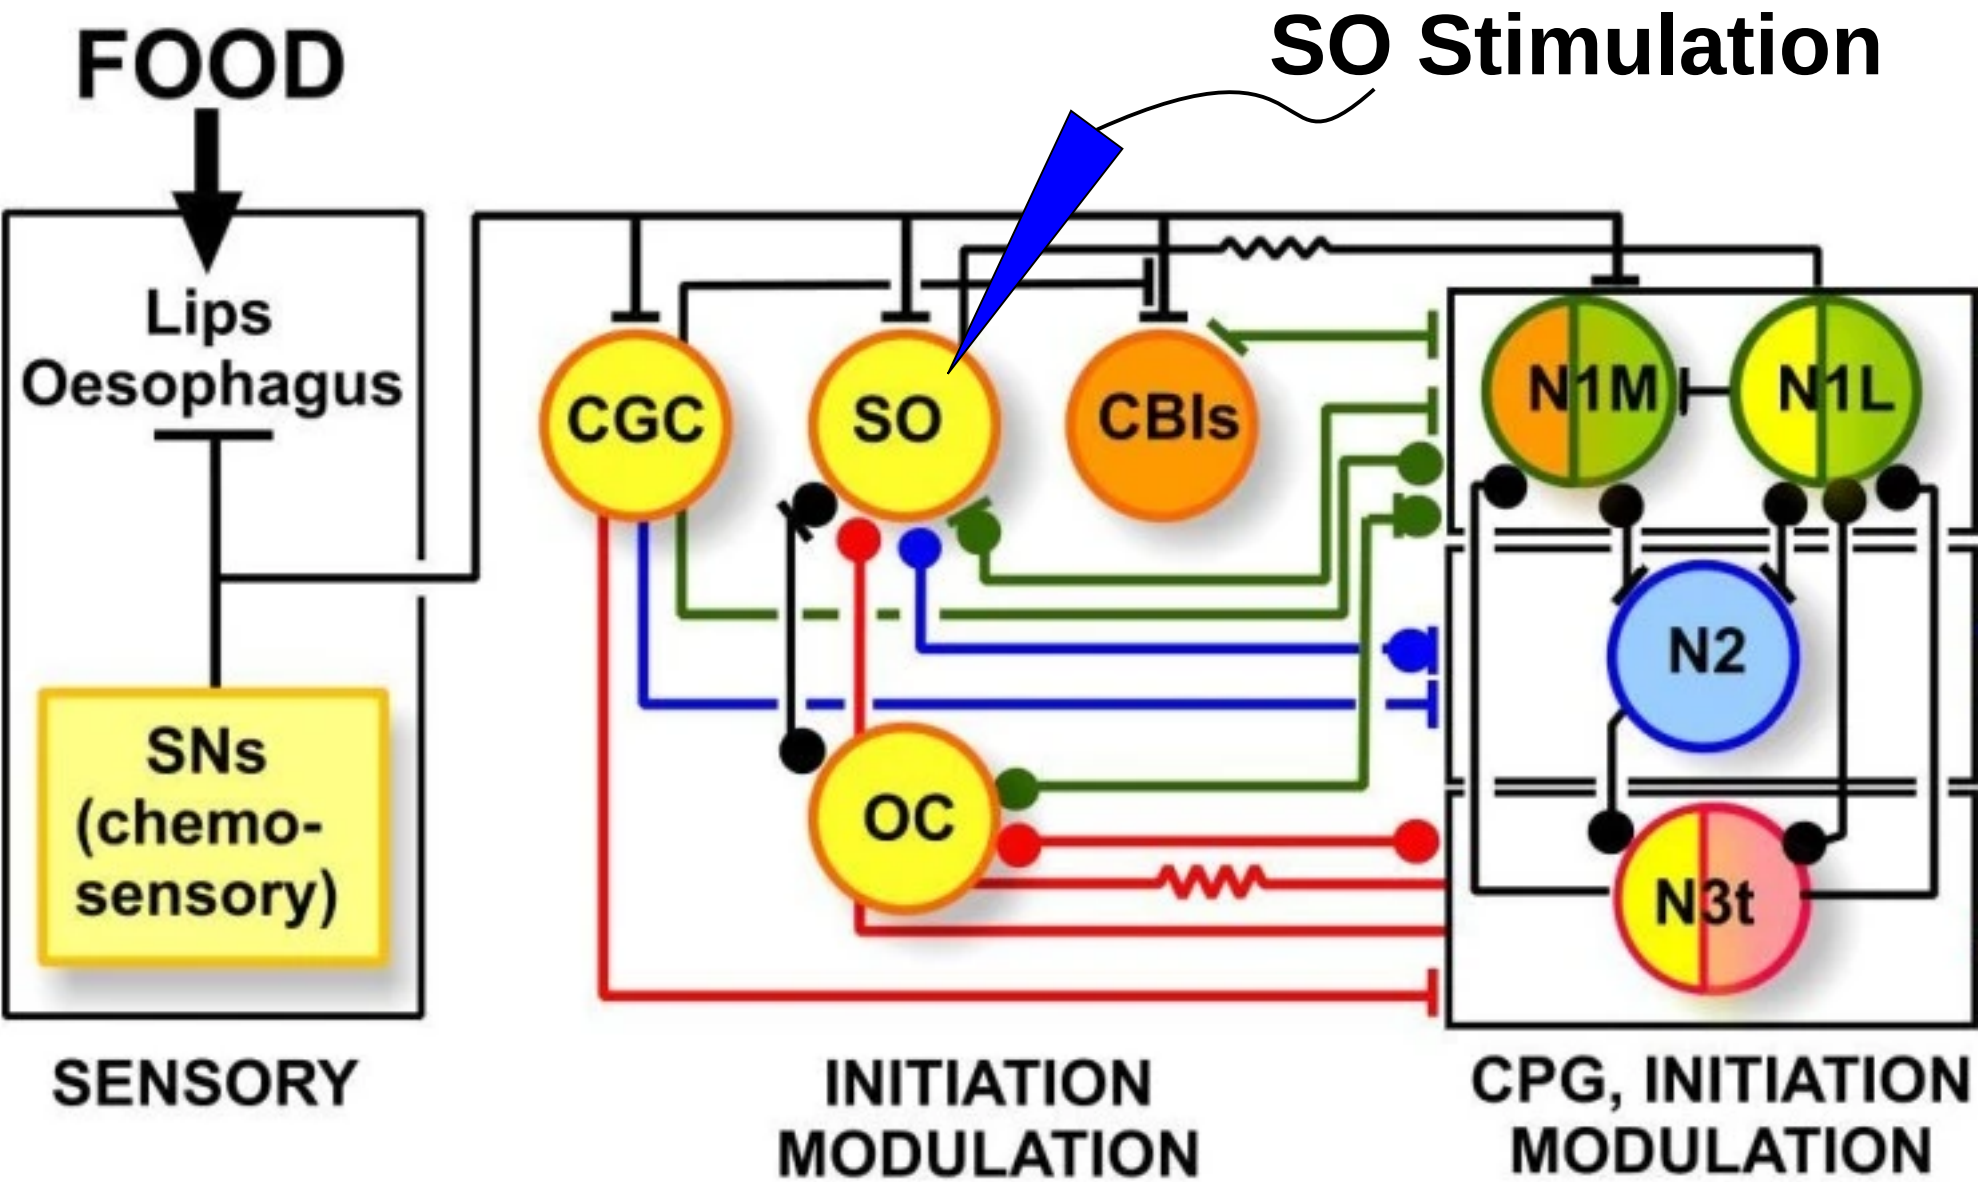 SO Stimulation
FOOD
Lips
Oesophagus
SNs
(chemo-
sensory)
SENSORY
CGC
SO
CBIs
OC
INITIATION
MODULATION
N1M
N1L
N2
N3t
CPG, INITIATION
MODULATION